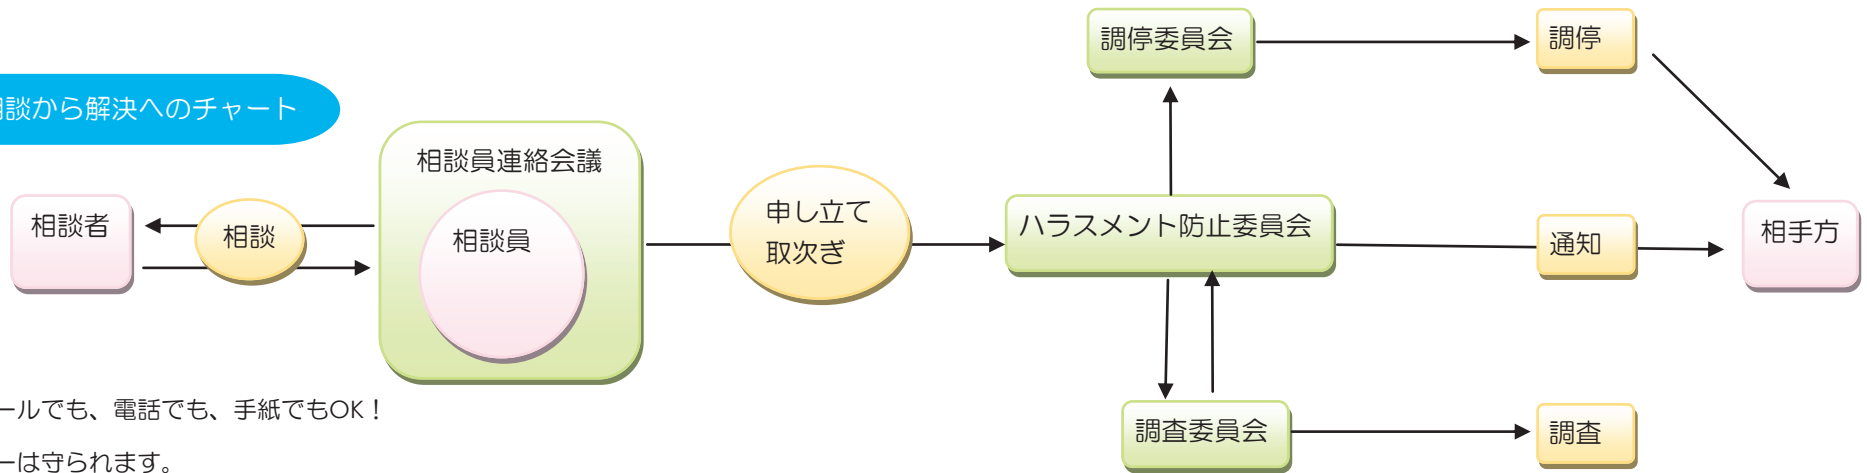 調停委員会
調停
談から解決へのチャート
相談員連絡会議
相談者
相談
相談員
申し立て
取次ぎ
ハラスメント防止委員会
通知
相手方
ールでも、電話でも、手紙でもOK！
調査委員会
調査
ーは守られます。